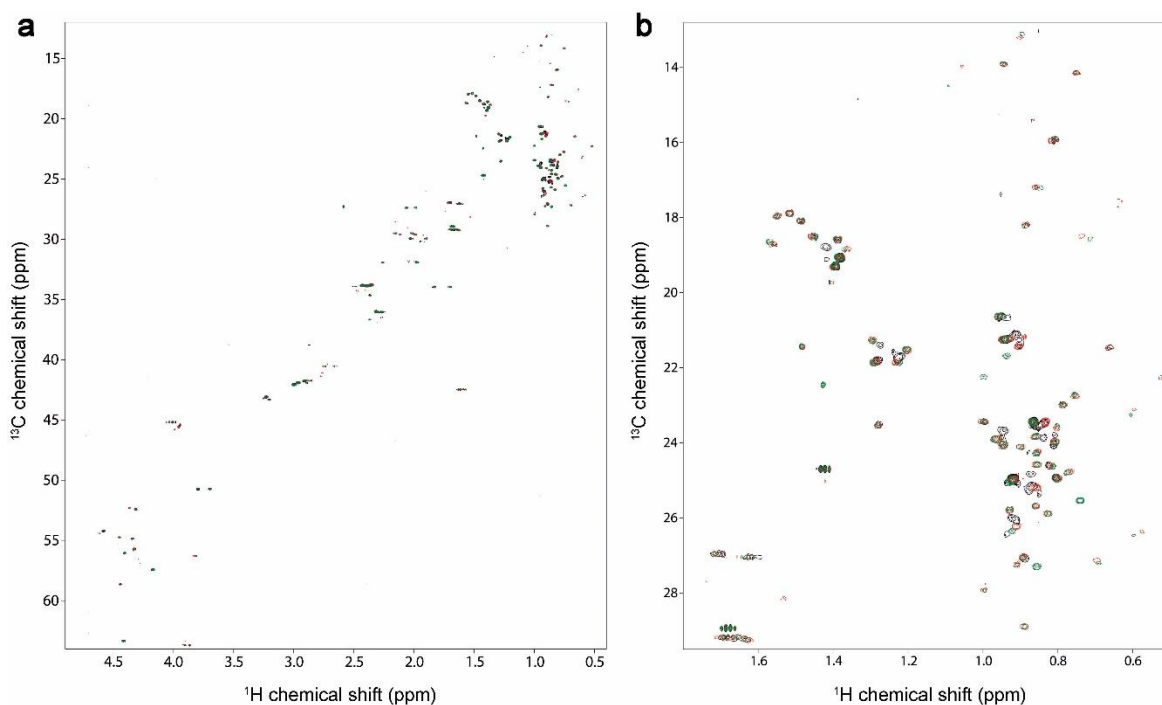 a
15
20
25
30
35
40
45
50
55
60
¹³C chemical shift (ppm)
4.5 4.0 3.5 3.0 2.5 2.0 1.5 1.0 0.5
¹H chemical shift (ppm)
b
14
16
18
20
22
24
26
28
¹³C chemical shift (ppm)
1.6 1.4 1.2 1.0 0.8 0.6
¹H chemical shift (ppm)